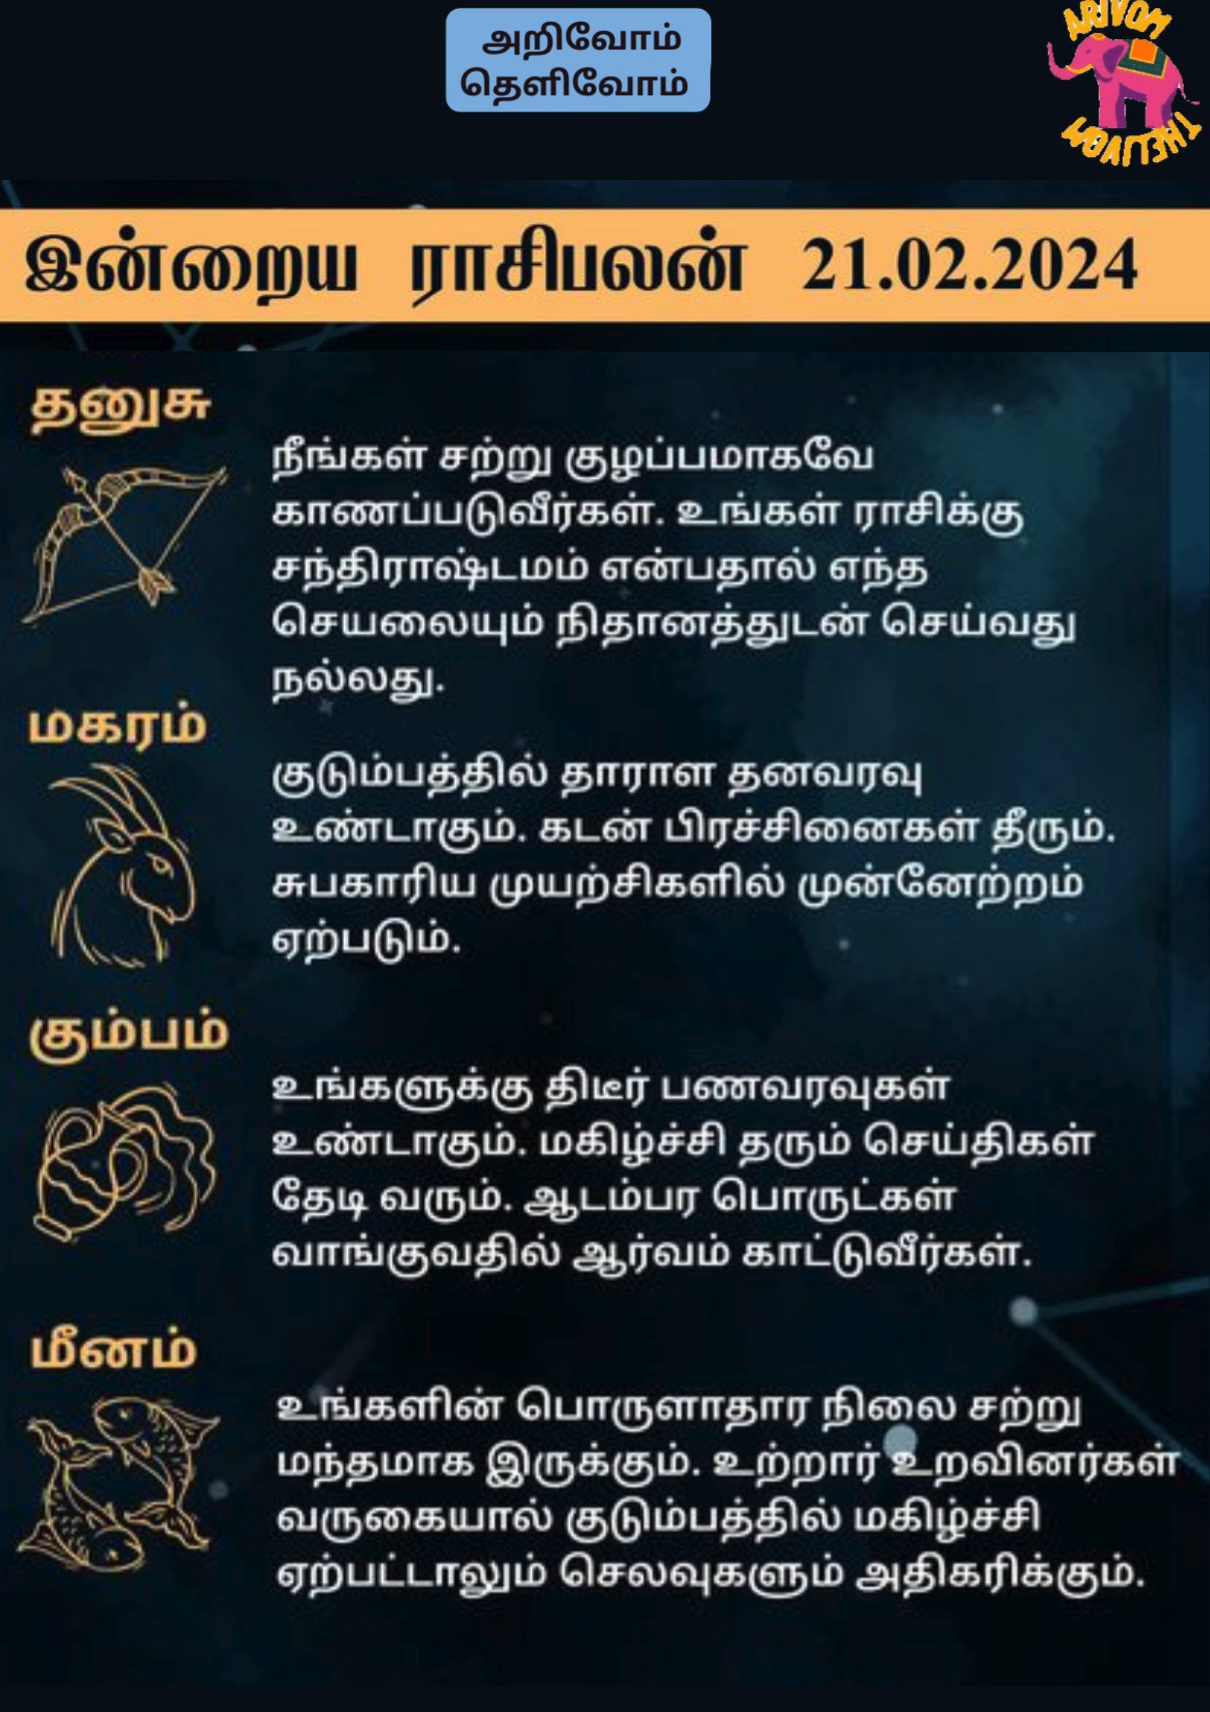 அறிவோம்
தெளிவோம்
ARIVOM
THELIVOM
இன்றைய ராசிபலன் 21.02.2024
தனுசு
நீங்கள் சற்று குழப்பமாகவே
காணப்படுவீர்கள். உங்கள் ராசிக்கு
சந்திராஷ்டமம் என்பதால் எந்த
செயலையும் நிதானத்துடன் செய்வது
நல்லது.
மகரம்
குடும்பத்தில் தாராள தனவரவு
உண்டாகும். கடன் பிரச்சினைகள் தீரும்.
சுபகாரிய முயற்சிகளில் முன்னேற்றம்
ஏற்படும்.
கும்பம்
உங்களுக்கு திடீர் பணவரவுகள்
உண்டாகும். மகிழ்ச்சி தரும் செய்திகள்
தேடி வரும். ஆடம்பர பொருட்கள்
வாங்குவதில் ஆர்வம் காட்டுவீர்கள்.
மீனம்
உங்களின் பொருளாதார நிலை சற்று
மந்தமாக இருக்கும். உற்றார் உறவினர்கள்
வருகையால் குடும்பத்தில் மகிழ்ச்சி
ஏற்பட்டாலும் செலவுகளும் அதிகரிக்கும்.